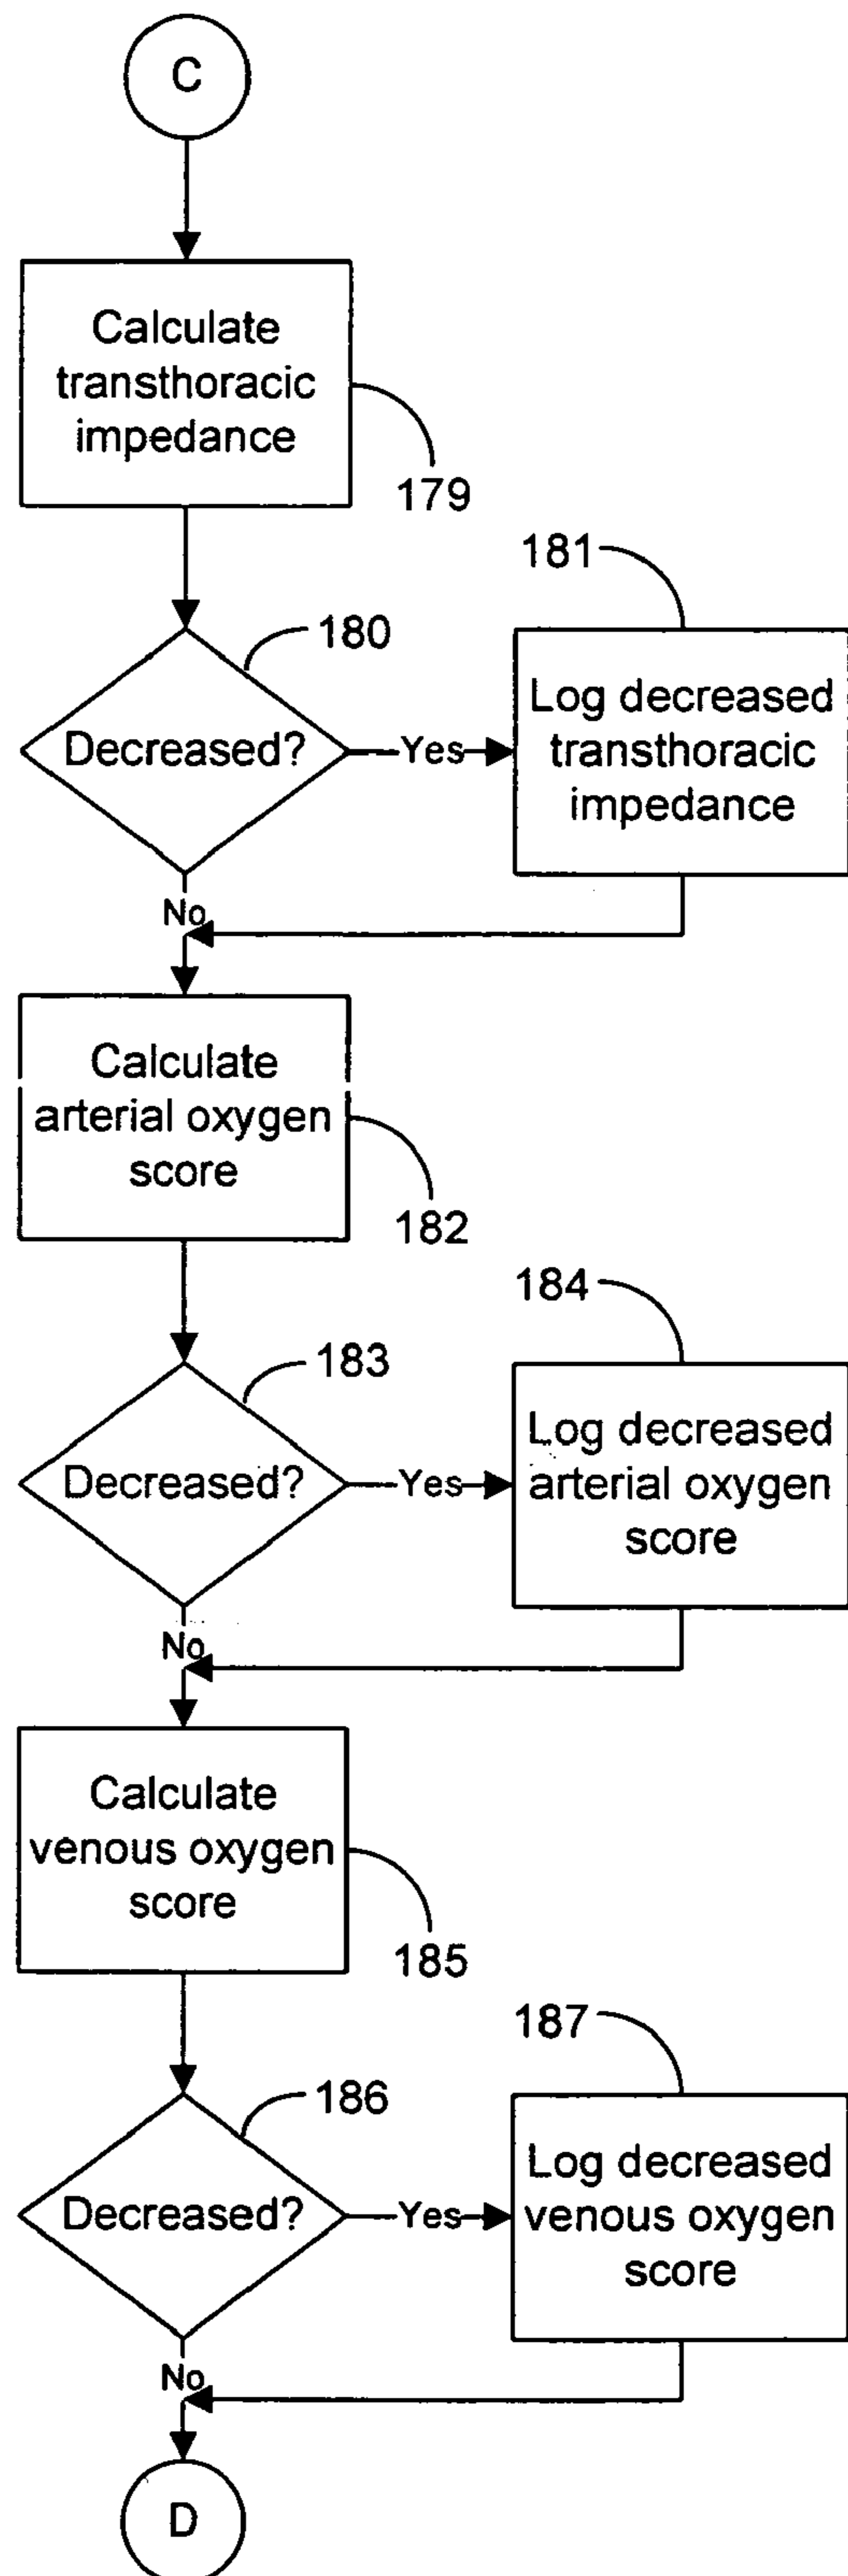 C
Calculate
transthoracic
impedance
179
180
181
Decreased?
Yes
Log decreased
transthoracic
impedance
No
Calculate
arterial oxygen
score
182
183
184
Decreased?
Yes
Log decreased
arterial oxygen
score
No
Calculate
venous oxygen
score
185
186
187
Decreased?
Yes
Log decreased
venous oxygen
score
No
D